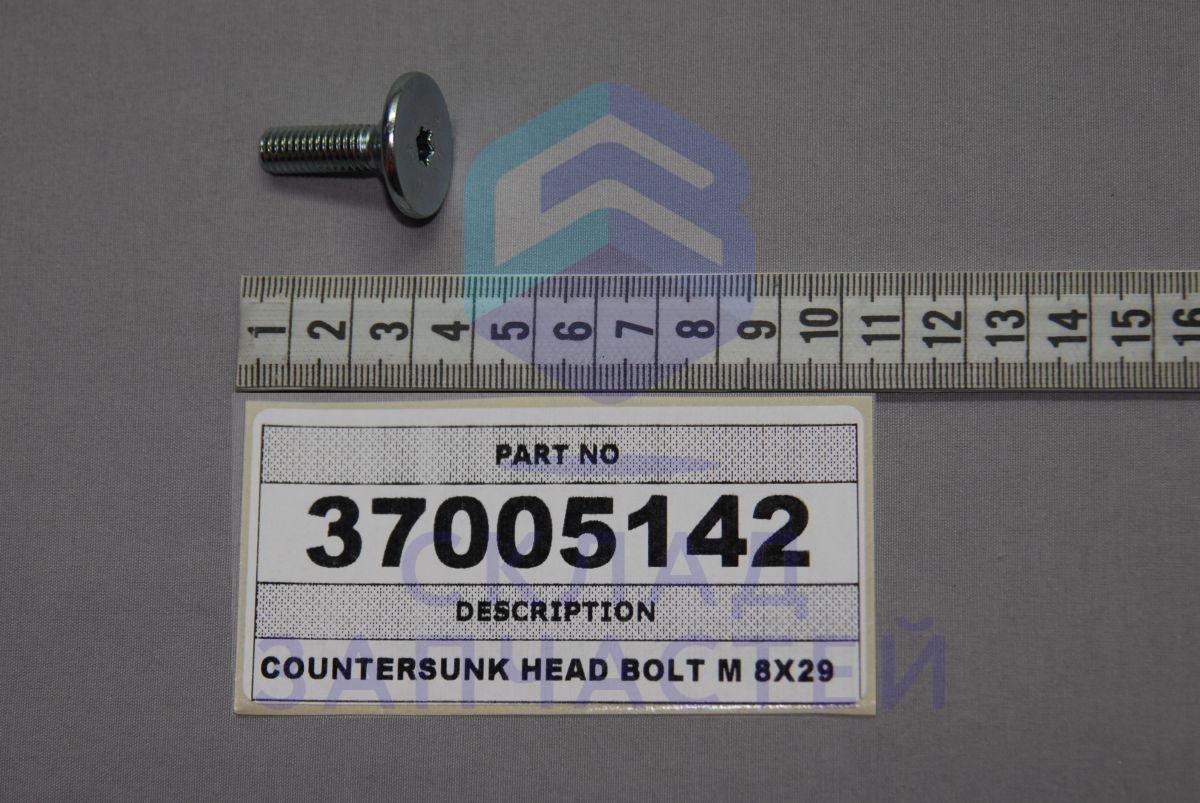 1 2 3 4 5 6 7 8 9 10 11 12 13 14 15 16
PART NO
37005142
СКЛАД
DESCRIPTION
ЗАПЧАСТЕЙ
COUNTERSUNK HEAD BOLT M 8X29